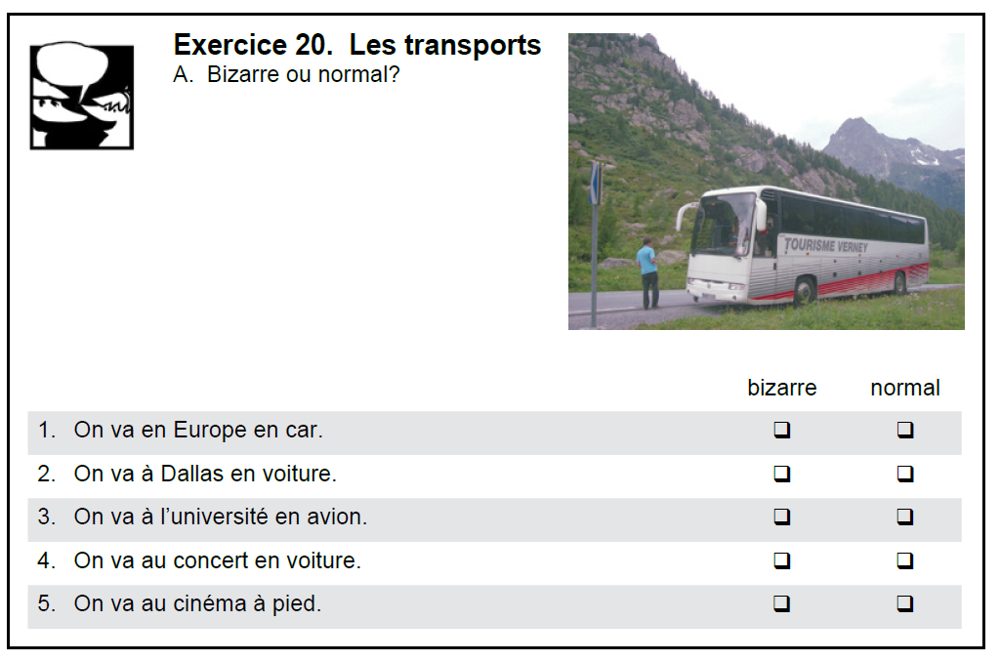 Exercice 20. Les transports
A. Bizarre ou normal?
TOURISME VERNEY
bizarre normal
1. On va en Europe en car.
2. On va à Dallas en voiture.
3. On va à l’université en avion.
4. On va au concert en voiture.
5. On va au cinéma à pied.